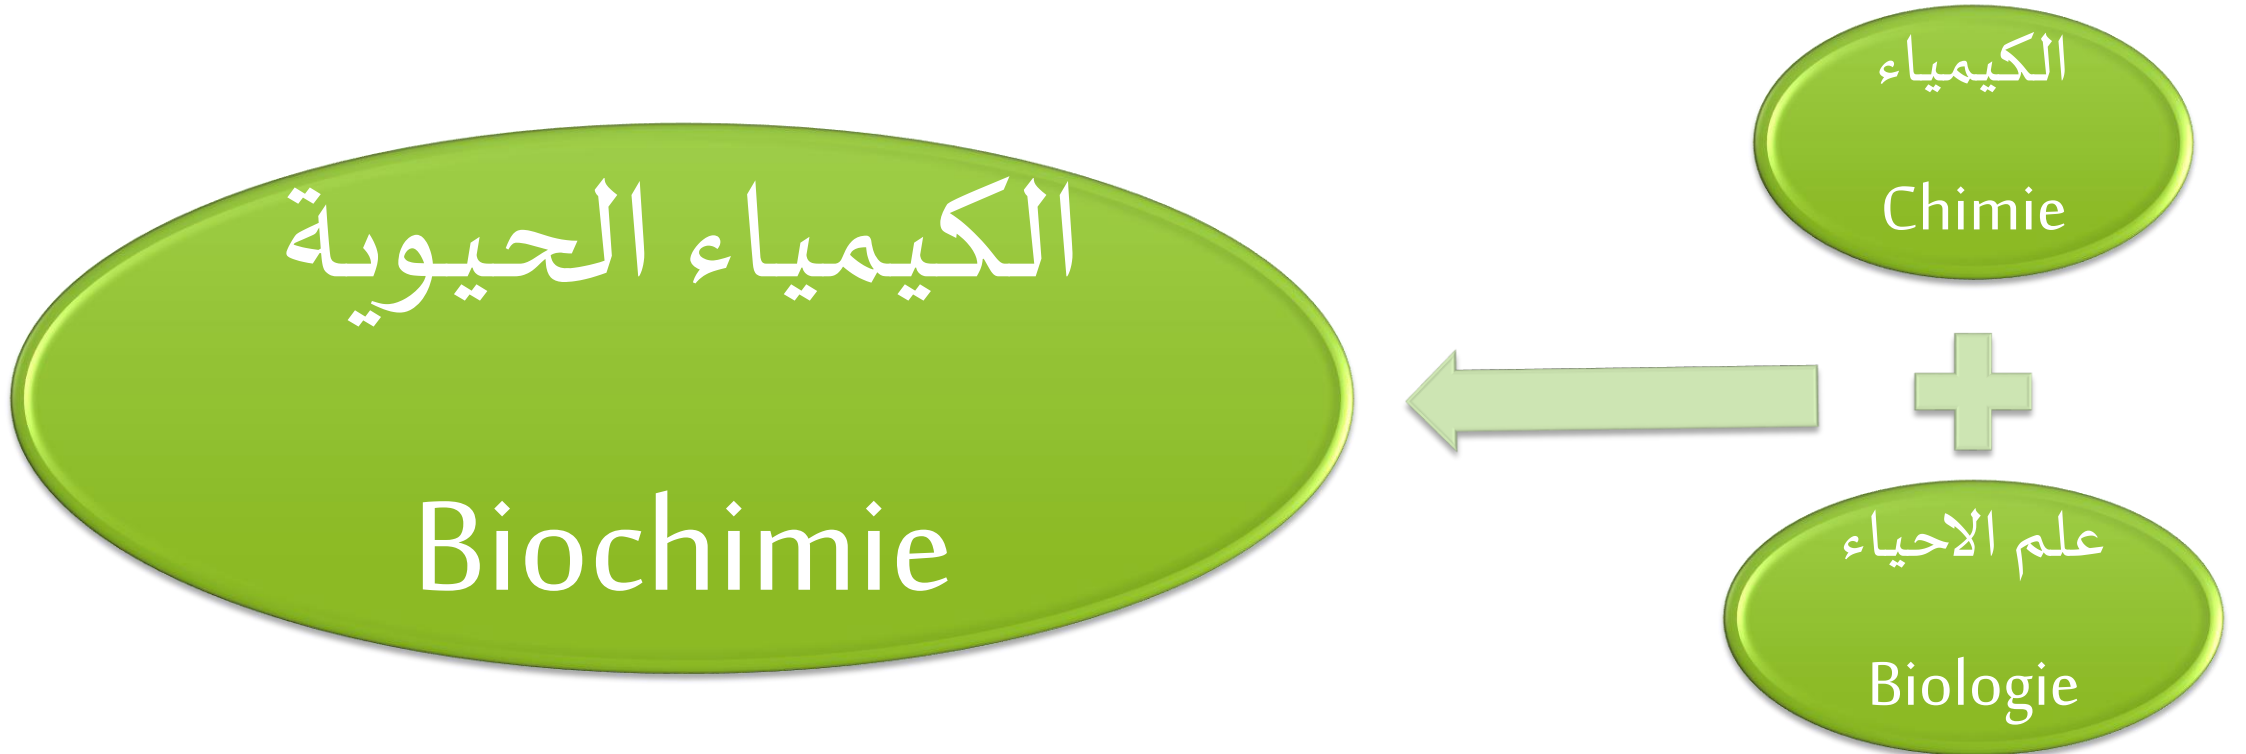 الكيمياء
Chimie
علم الاحياء
Biologie
الكيمياء الحيوية
Biochimie